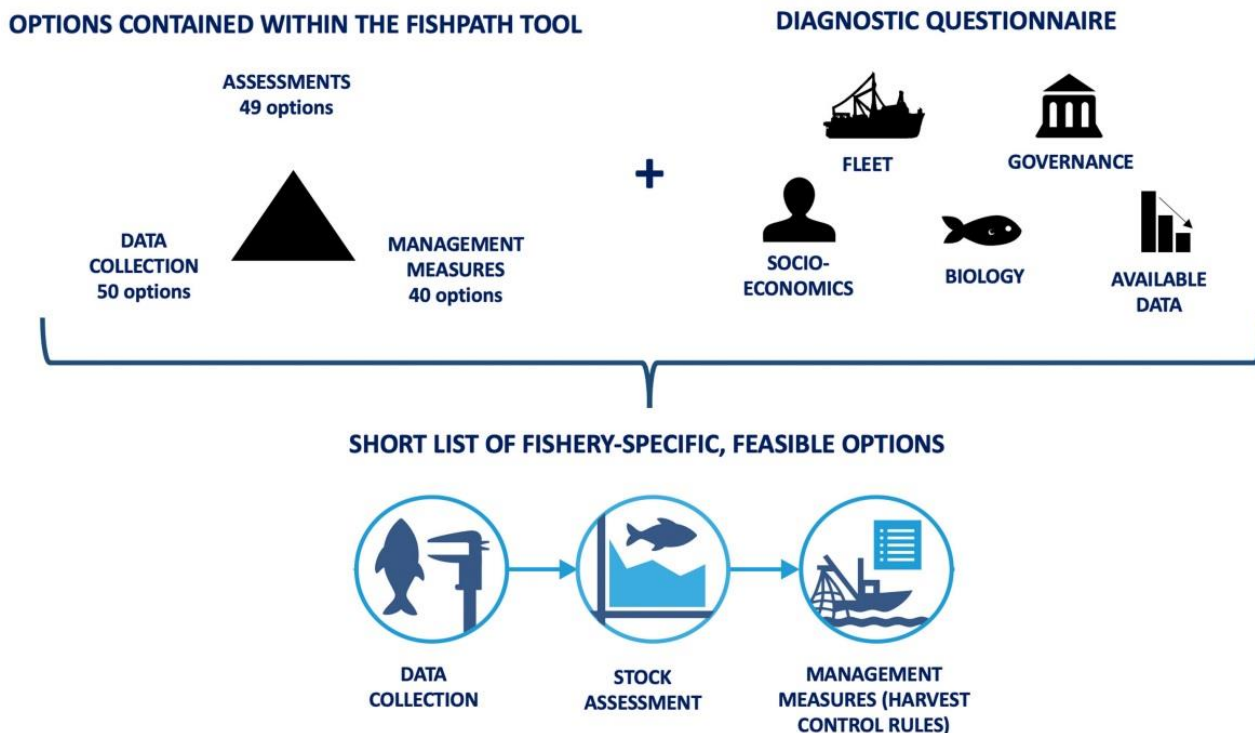 OPTIONS CONTAINED WITHIN THE FISHPATH TOOL
ASSESSMENTS
49 options
DATA
COLLECTION
50 options
MANAGEMENT
MEASURES
40 options
+
DIAGNOSTIC QUESTIONNAIRE
FLEET
GOVERNANCE
SOCIO-
ECONOMICS
BIOLOGY
AVAILABLE
DATA
SHORT LIST OF FISHERY-SPECIFIC, FEASIBLE OPTIONS
DATA
COLLECTION
STOCK
ASSESSMENT
MANAGEMENT
MEASURES (HARVEST
CONTROL RULES)